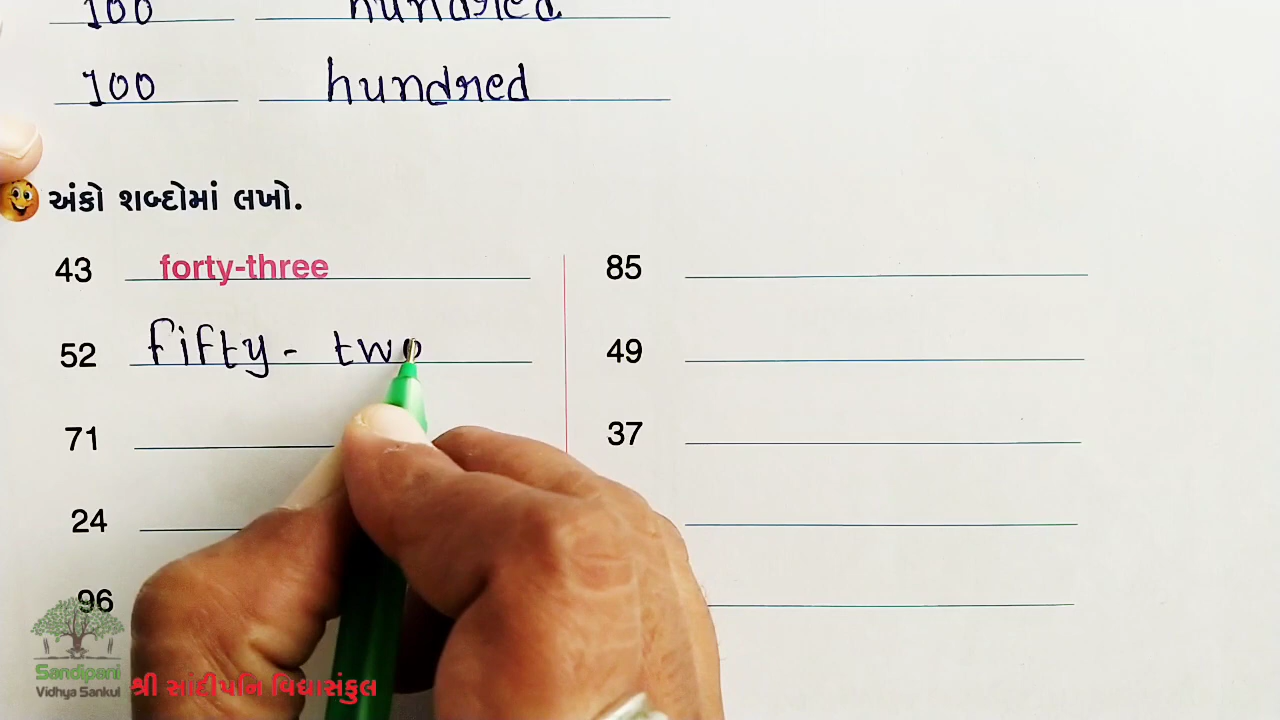 100 hundred
100 hundred
અંકો શબ્દોમાં લખો.
43 forty-three
52 fifty - two
71
24
96
85
49
37
Sandipani
Vidhya Sankul
શ્રી સાંદીપનિ વિદ્યાસંકુલ